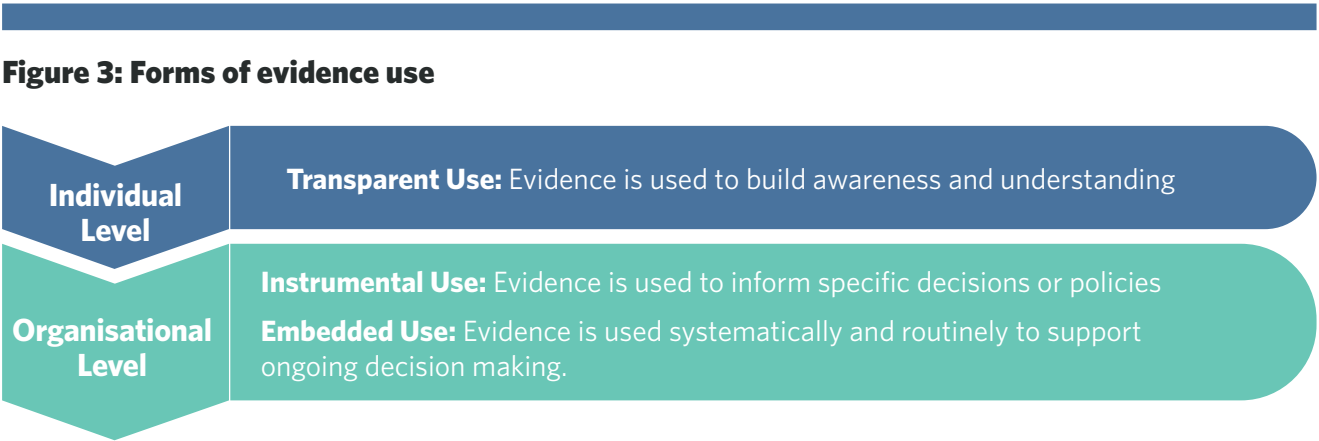 Figure 3: Forms of evidence use
Individual
Level
Transparent Use: Evidence is used to build awareness and understanding
Organisational
Level
Instrumental Use: Evidence is used to inform specific decisions or policies
Embedded Use: Evidence is used systematically and routinely to support
ongoing decision making.